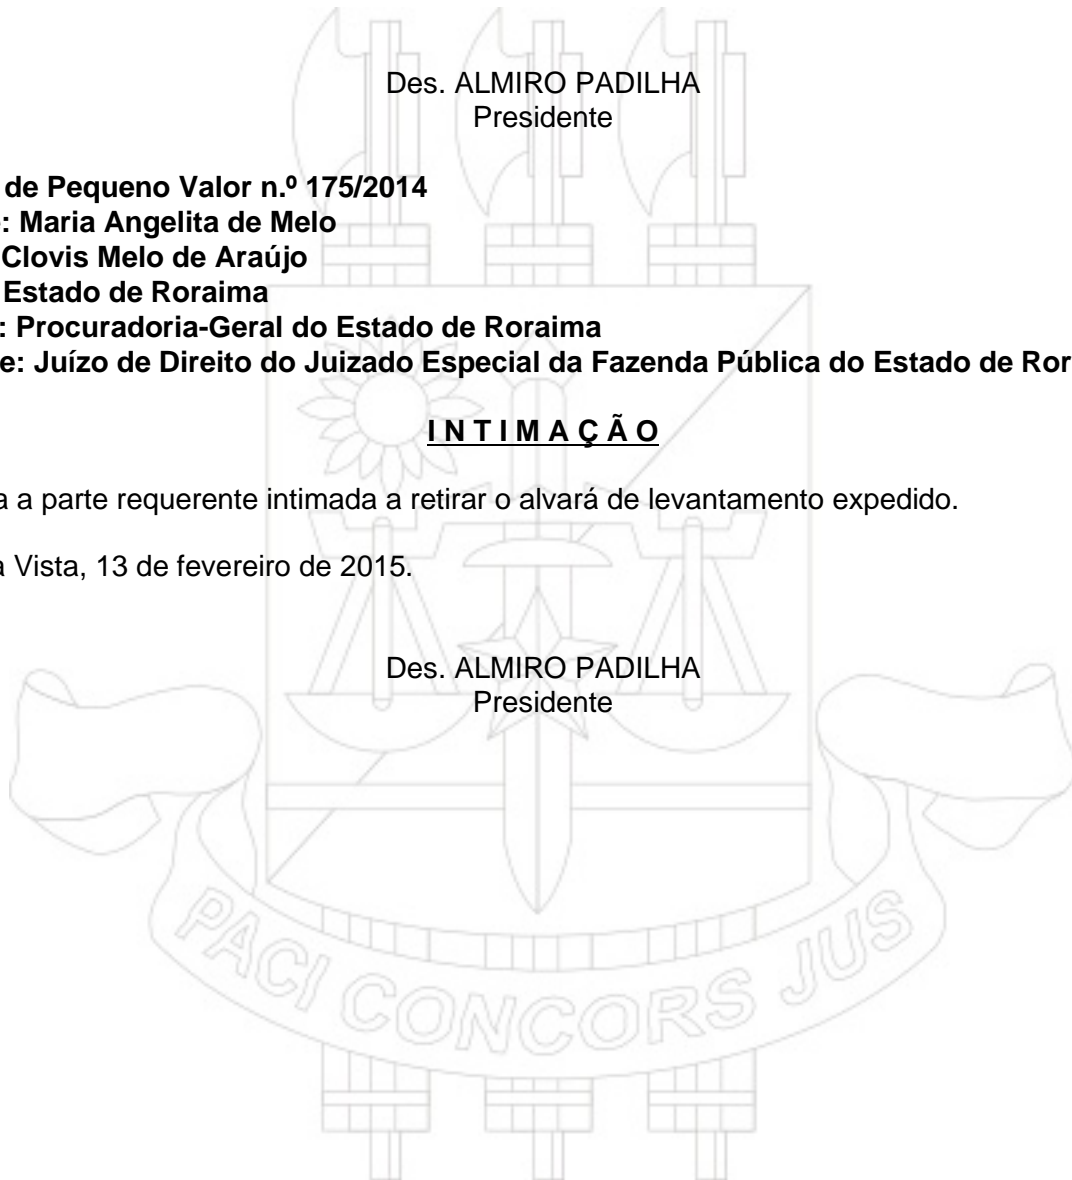 Des. ALMIRO PADILHA
Presidente
de Pequeno Valor n.º 175/2014
: Maria Angelita de Melo
Clovis Melo de Araújo
Estado de Roraima
: Procuradoria-Geral do Estado de Roraima
e: Juízo de Direito do Juizado Especial da Fazenda Pública do Estado de Ror
I N T I M A Ç Ã O
a a parte requerente intimada a retirar o alvará de levantamento expedido.
a Vista, 13 de fevereiro de 2015.
Des. ALMIRO PADILHA
Presidente
PACI CONCORS JUS